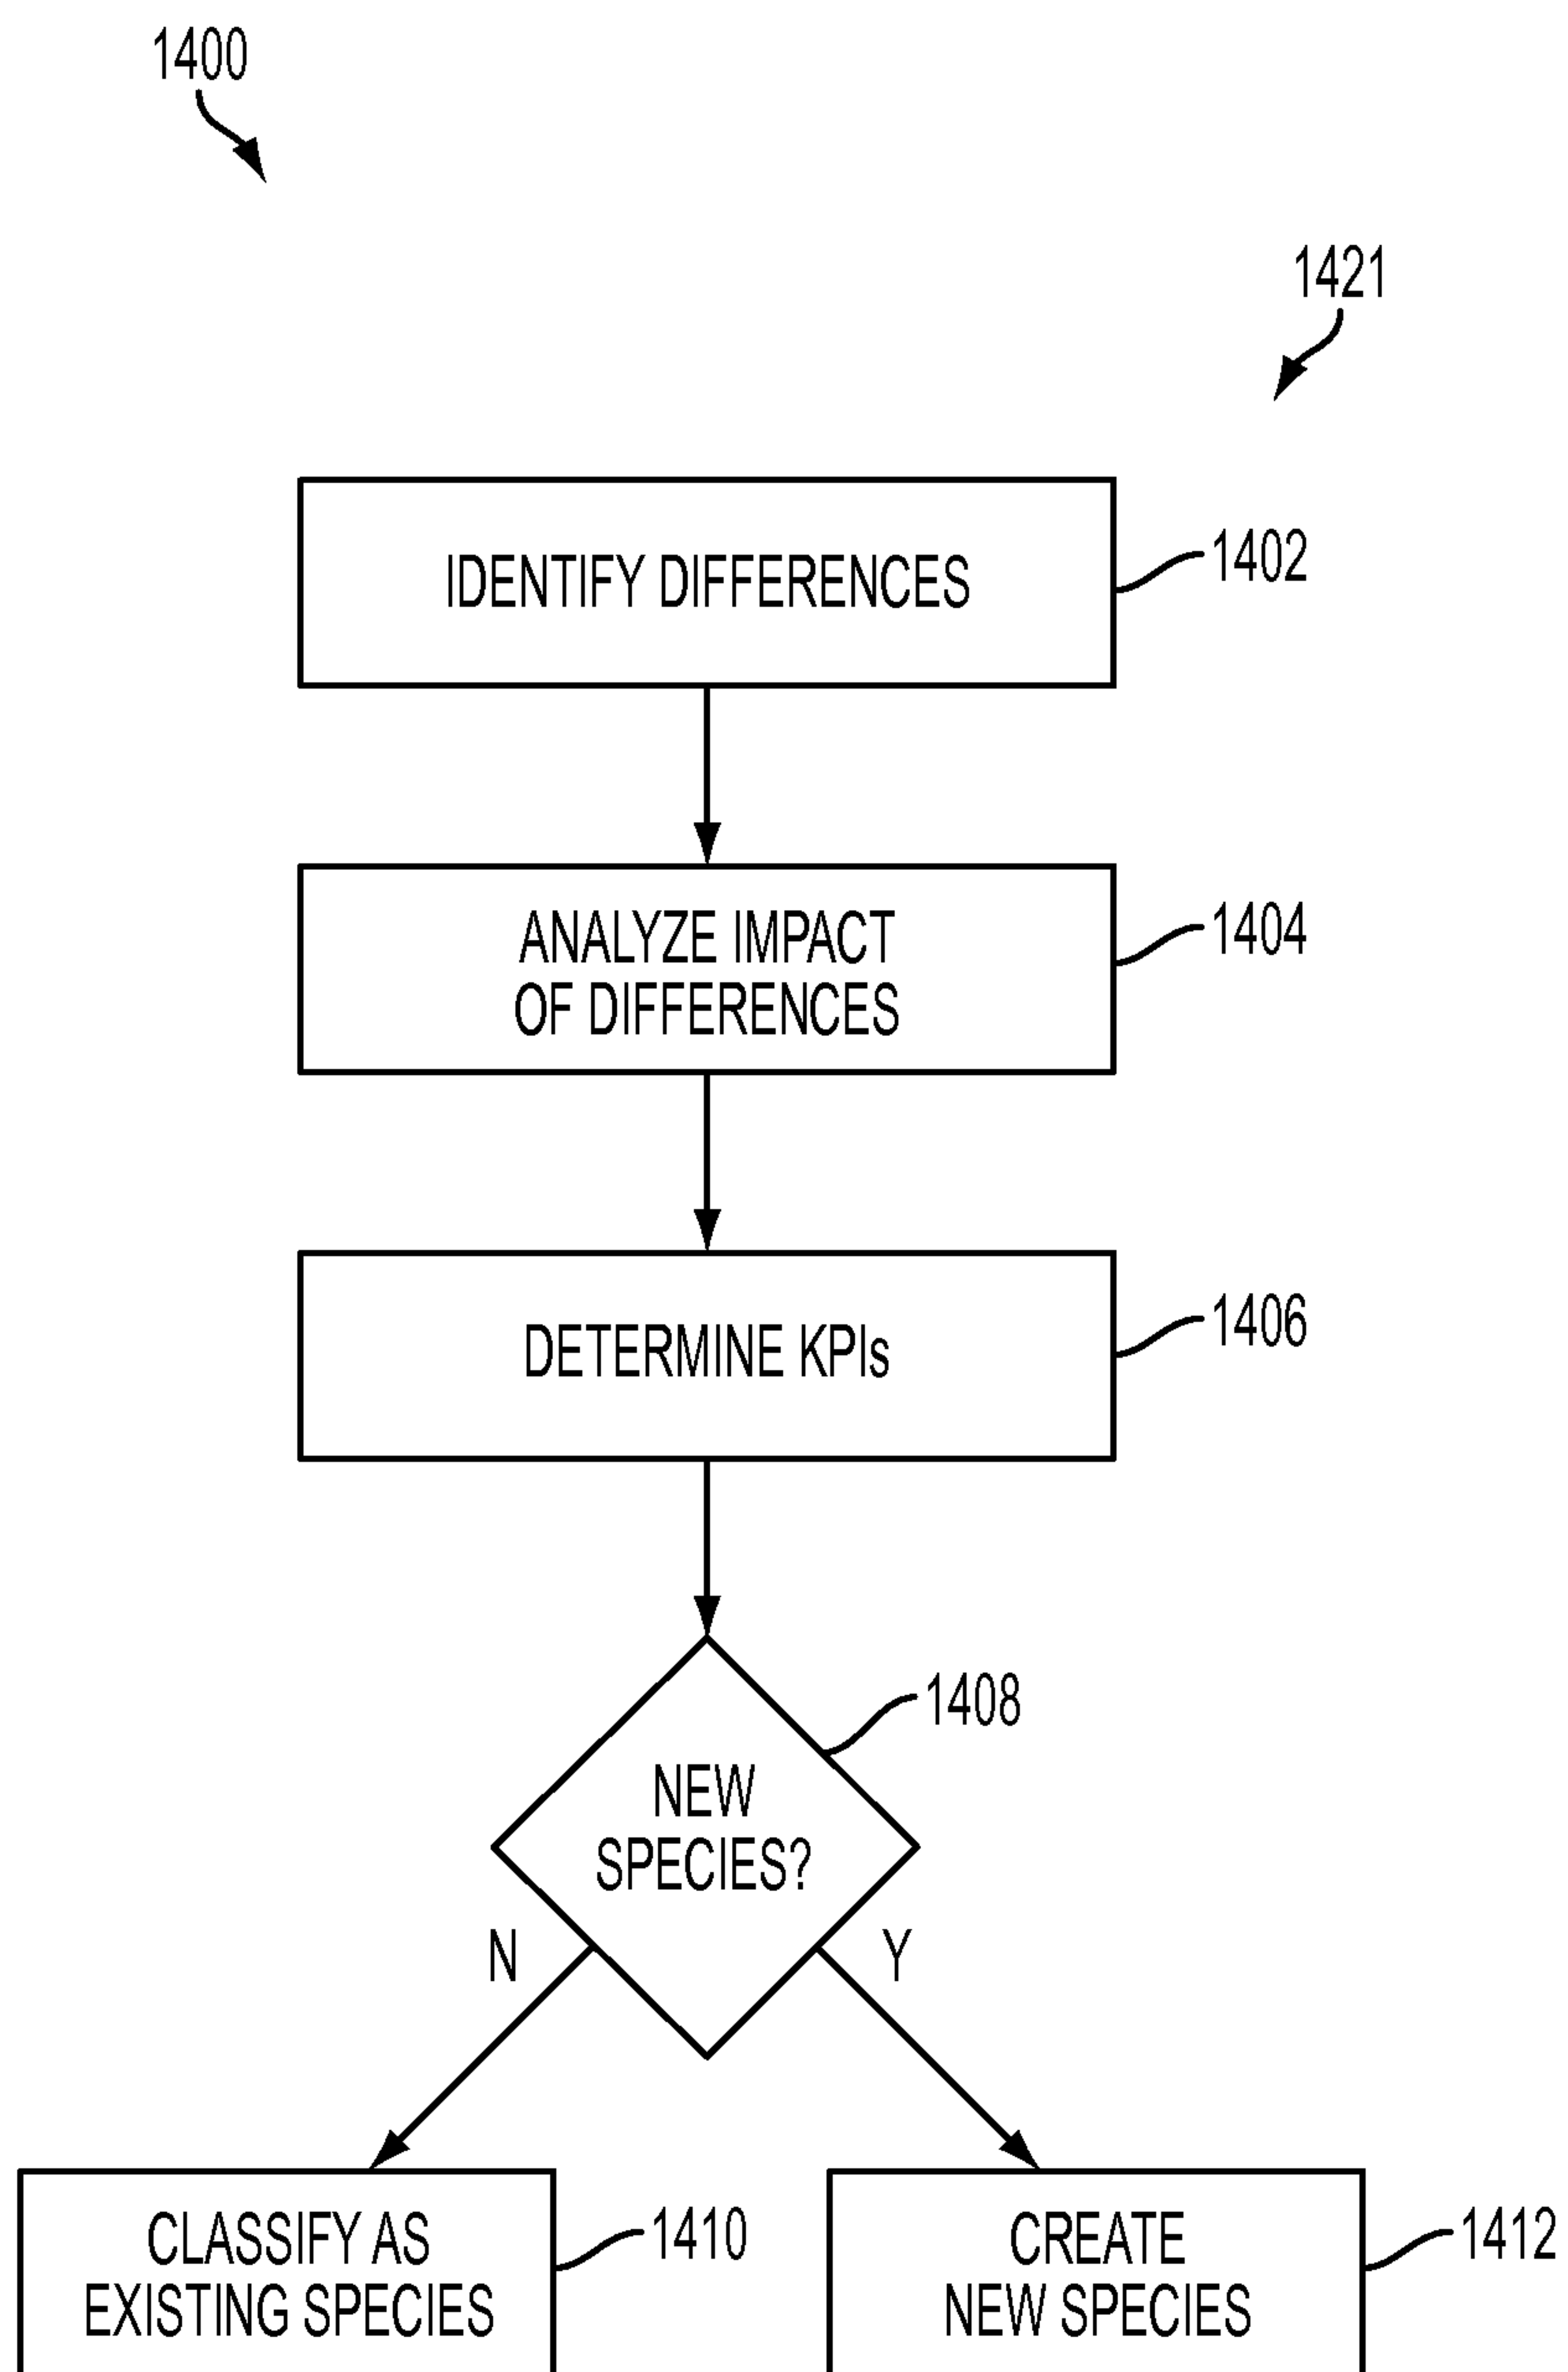 1400
1421
IDENTIFY DIFFERENCES
1402
ANALYZE IMPACT
OF DIFFERENCES
1404
DETERMINE KPIs
1406
1408
NEW
SPECIES?
N
Y
CLASSIFY AS
EXISTING SPECIES
1410
CREATE
NEW SPECIES
1412